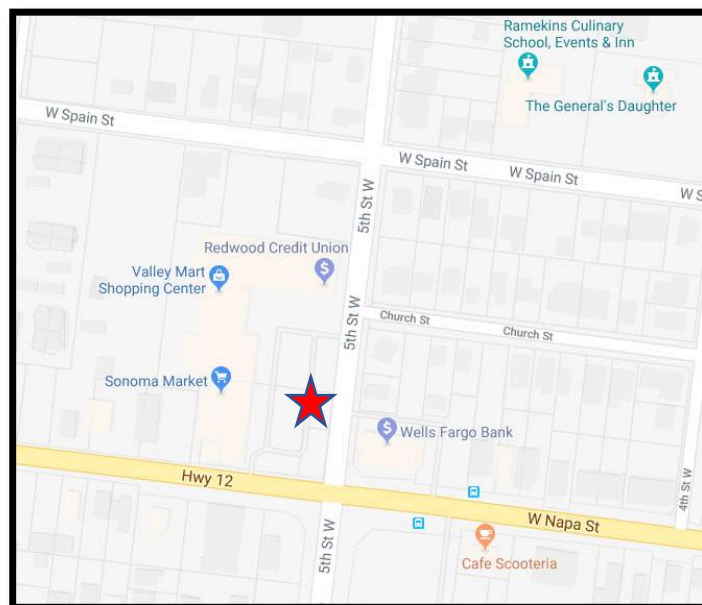 Ramekins Culinary
School, Events & Inn
The General's Daughter
W Spain St
W Spain St
W Spain St
W S
5th St W
Redwood Credit Union
Valley Mart
Shopping Center
Church St
Church St
5th St W
Sonoma Market
Wells Fargo Bank
Hwy 12
4th St W
W Napa St
5th St W
Cafe Scooteria